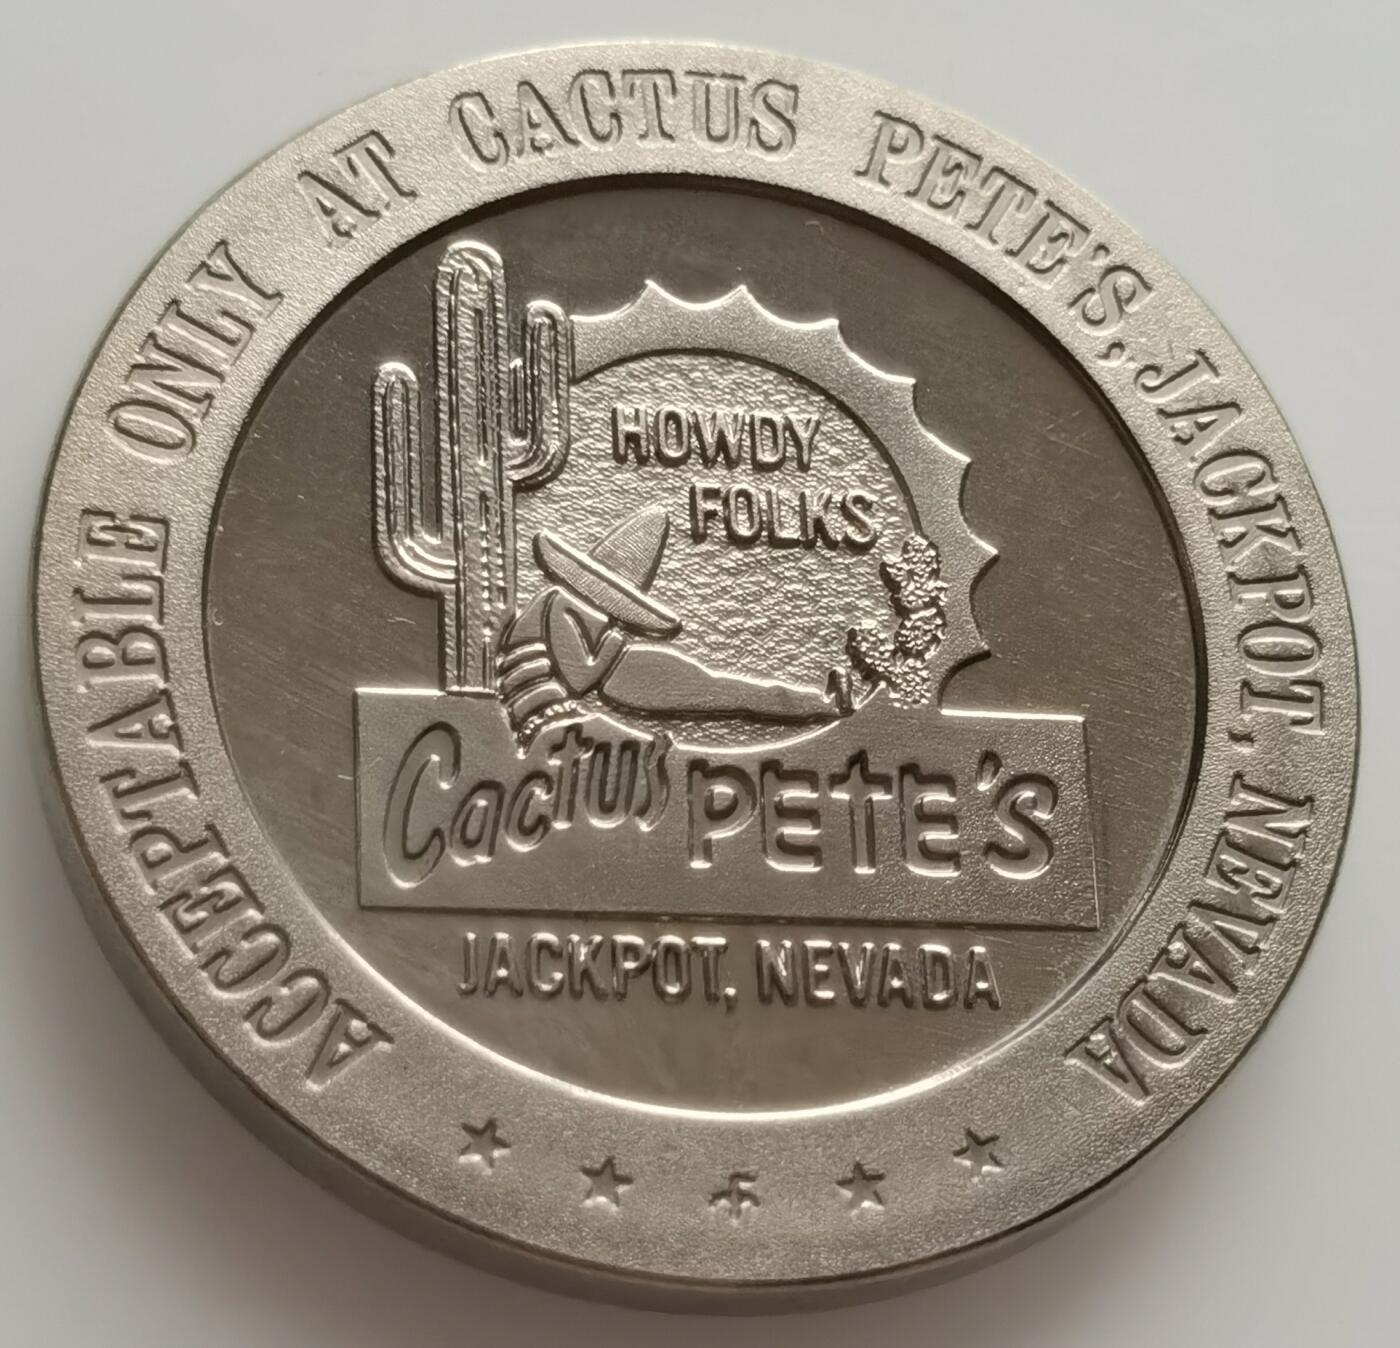 ACCEPTABLE ONLY AT CACTUS PETE'S, JACKPOT, NEVADA
HOWDY
FOLKS
Cactus PETE'S
JACKPOT, NEVADA